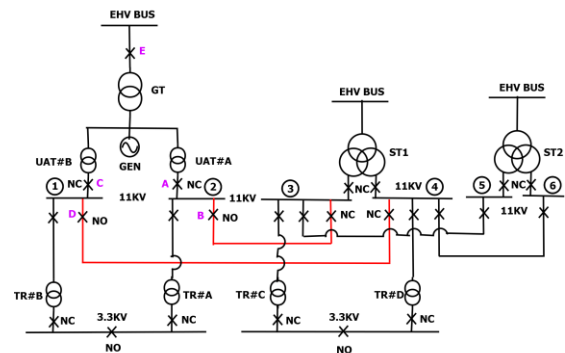 EHV BUS
E
GT
EHV BUS
EHV BUS
UAT#B
GEN
UAT#A
ST1
ST2
1
NC
C
A
NC
2
3
NC
NC
4
5
NC
6
11KV
11KV
11KV
11KV
D
NO
B
NO
NC
NC
TR#B
TR#A
TR#C
TR#D
NC
3.3KV
NC
NC
3.3KV
NC
NO
NO